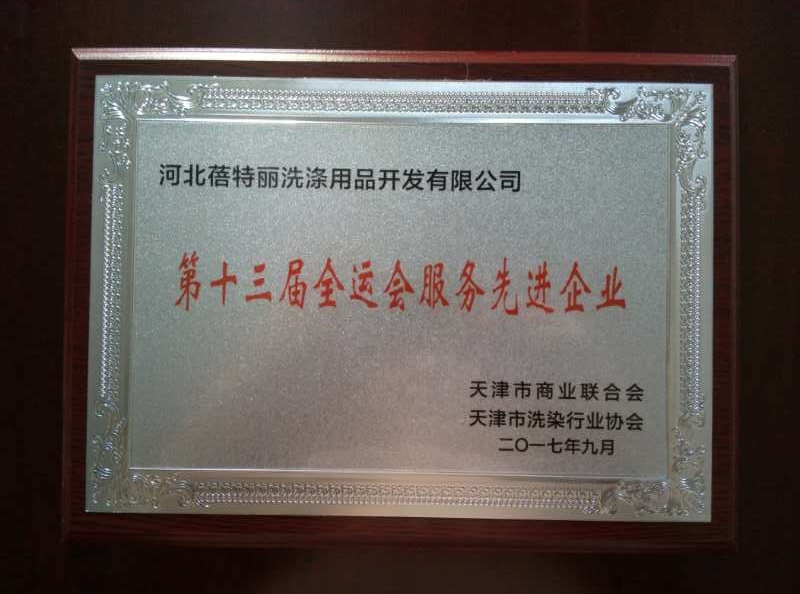 河北蓓特丽洗涤用品开发有限公司
第十三届全运会服务先进企业
天津市商业联合会
天津市洗染行业协会
二〇一七年九月